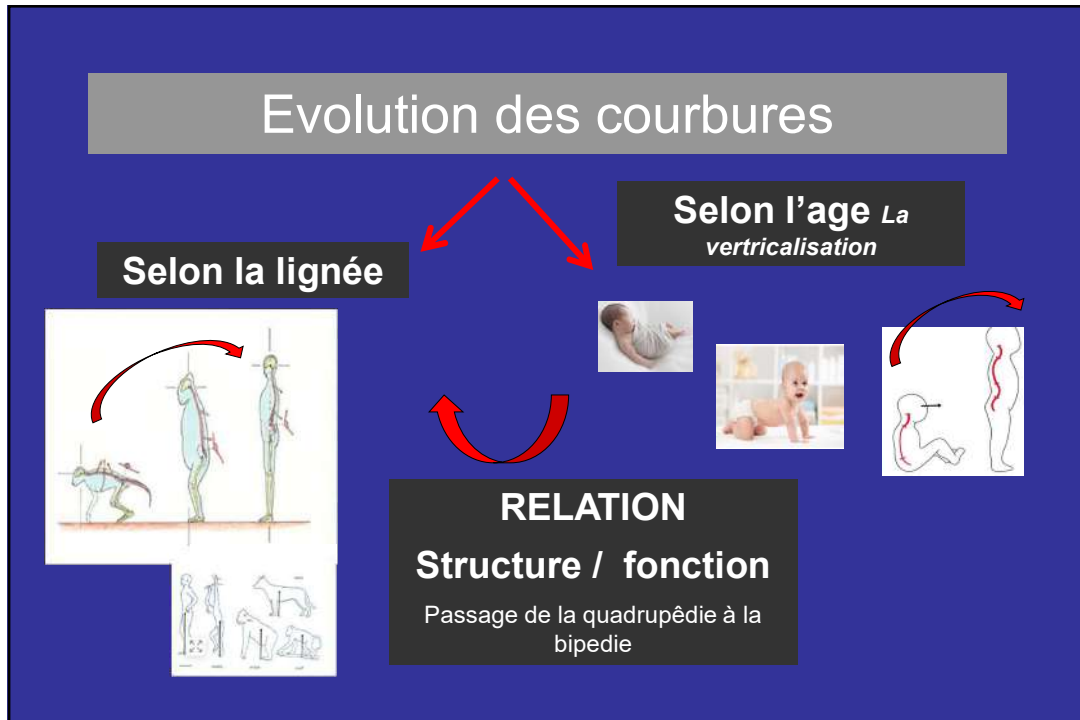 Evolution des courbures
Selon l’age La
vertricalisation
Selon la lignée
RELATION
Structure / fonction
Passage de la quadrupêdie à la
bipedie